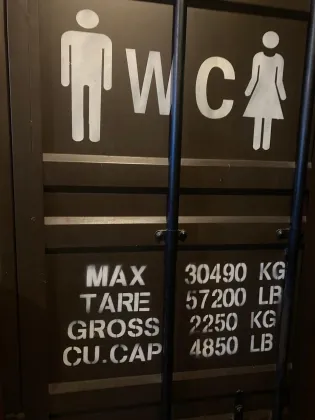 WC
MAX 30490 KG
TARE 57200 LB
GROSS 2250 KG
CU.CAP 4850 LB